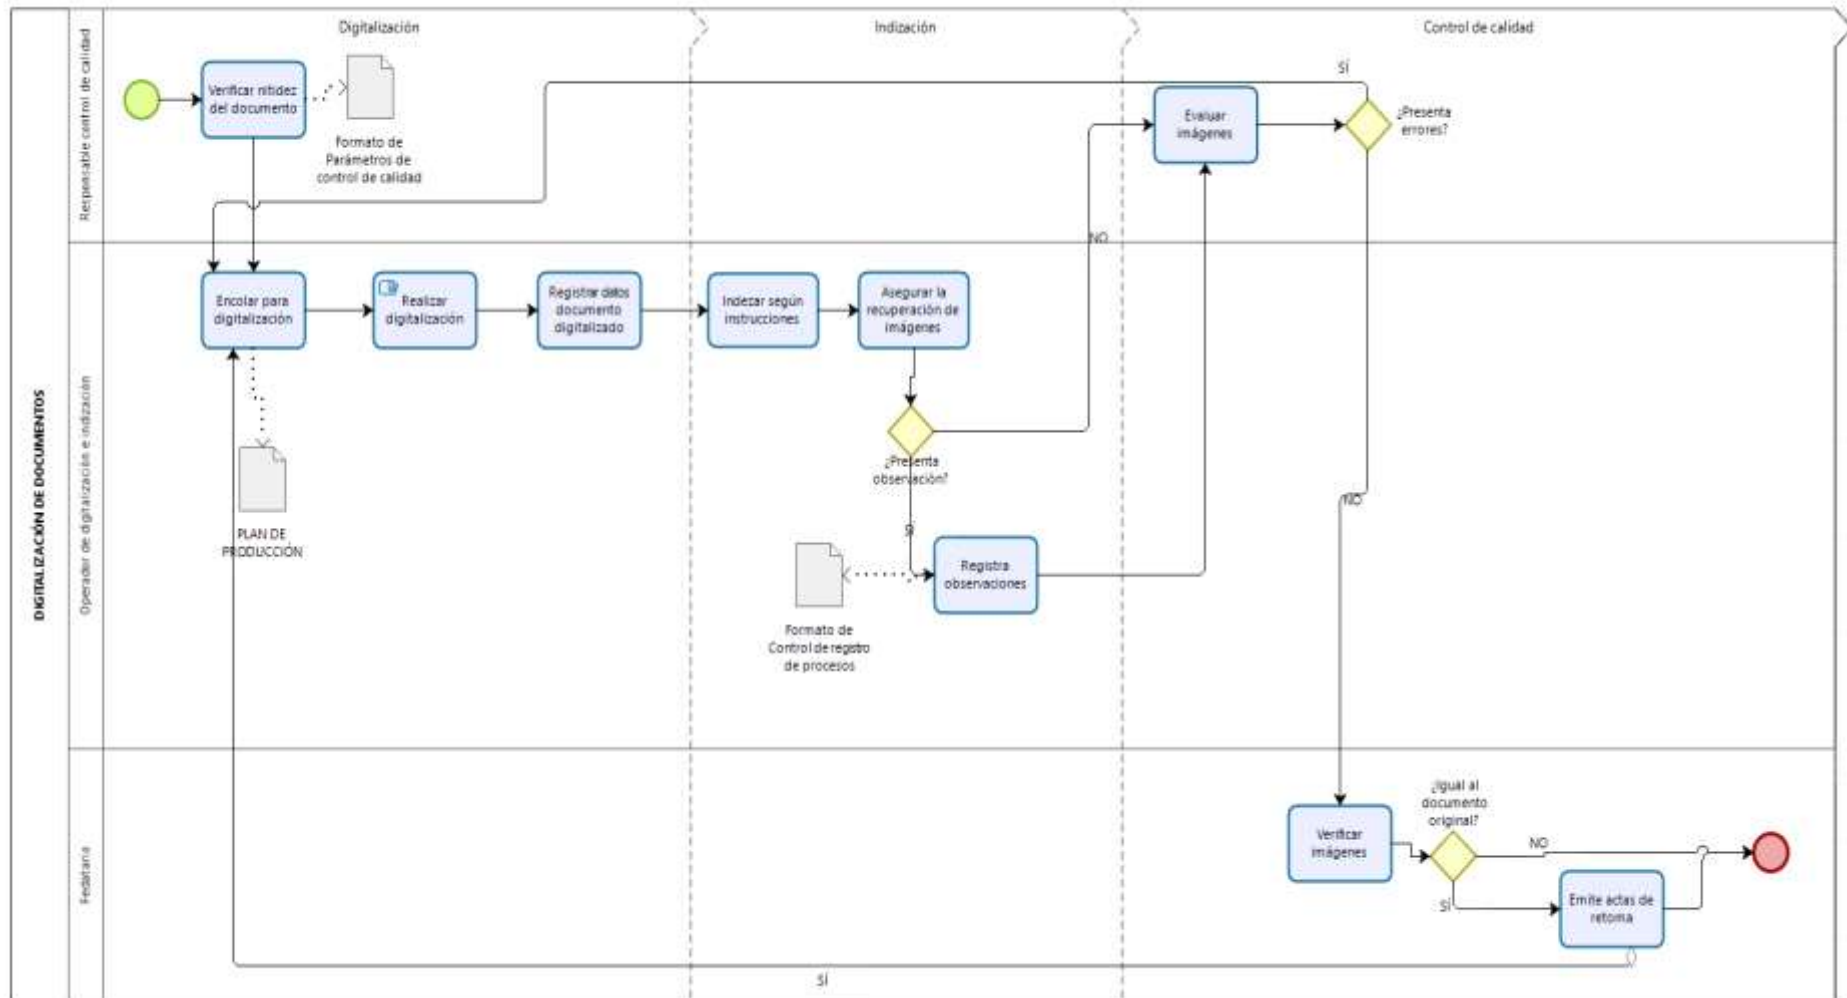 Digitalización
Indización
Control de calidad
DIGITALIZACIÓN DE DOCUMENTOS
Responsable control de calidad
Verificar nitidez
del documento
Formato de
Parámetros de
control de calidad
Evaluar
imágenes
SÍ
¿Presenta
errores?
NO
Operador de digitalización e indización
Encolar para
digitalización
Realizar
digitalización
Registrar datos
documento
digitalizado
Indezar según
instrucciones
Asegurar la
recuperación de
imágenes
¿Presenta
observación?
SÍ
NO
PLAN DE
PRODUCCIÓN
Formato de
Control de registro
de procesos
Registra
observaciones
Fedataria
Verificar
imágenes
¿Igual al
documento
original?
NO
SÍ
Emite actas de
retoma
SÍ